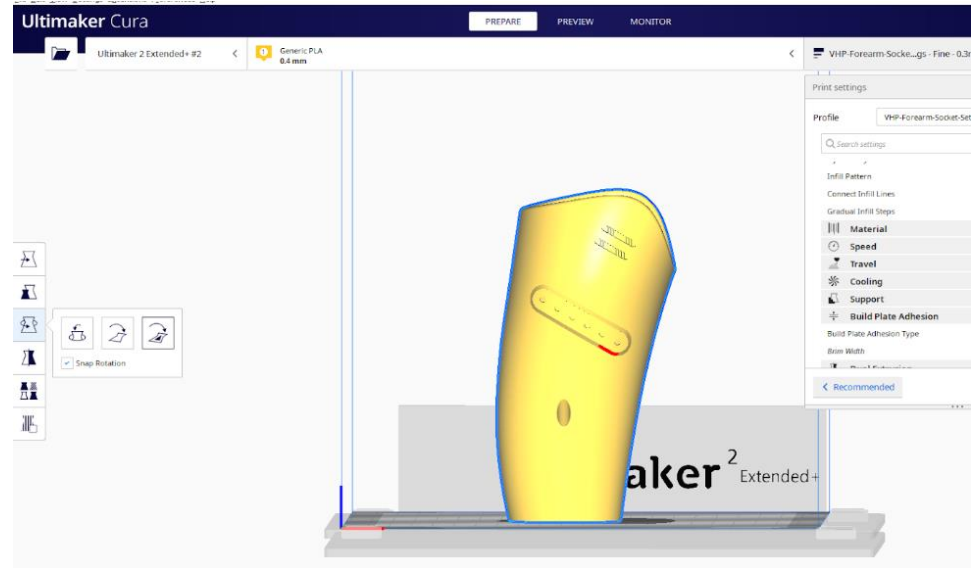 Ultimaker Cura
PREPARE
PREVIEW
MONITOR
Ultimaker 2 Extended+ #2
Generic PLA
0.4 mm
VHP-Forearm-Socke...gs - Fine - 0.3
Print settings
Profile
VHP-Forearm-Socket-Set
Search settings
Infill Pattern
Connect Infill Lines
Gradual Infill Steps
Material
Speed
Travel
Cooling
Support
Build Plate Adhesion
Build Plate Adhesion Type
Brim Width
Recommended
Snap Rotation
aker 2 Extended+